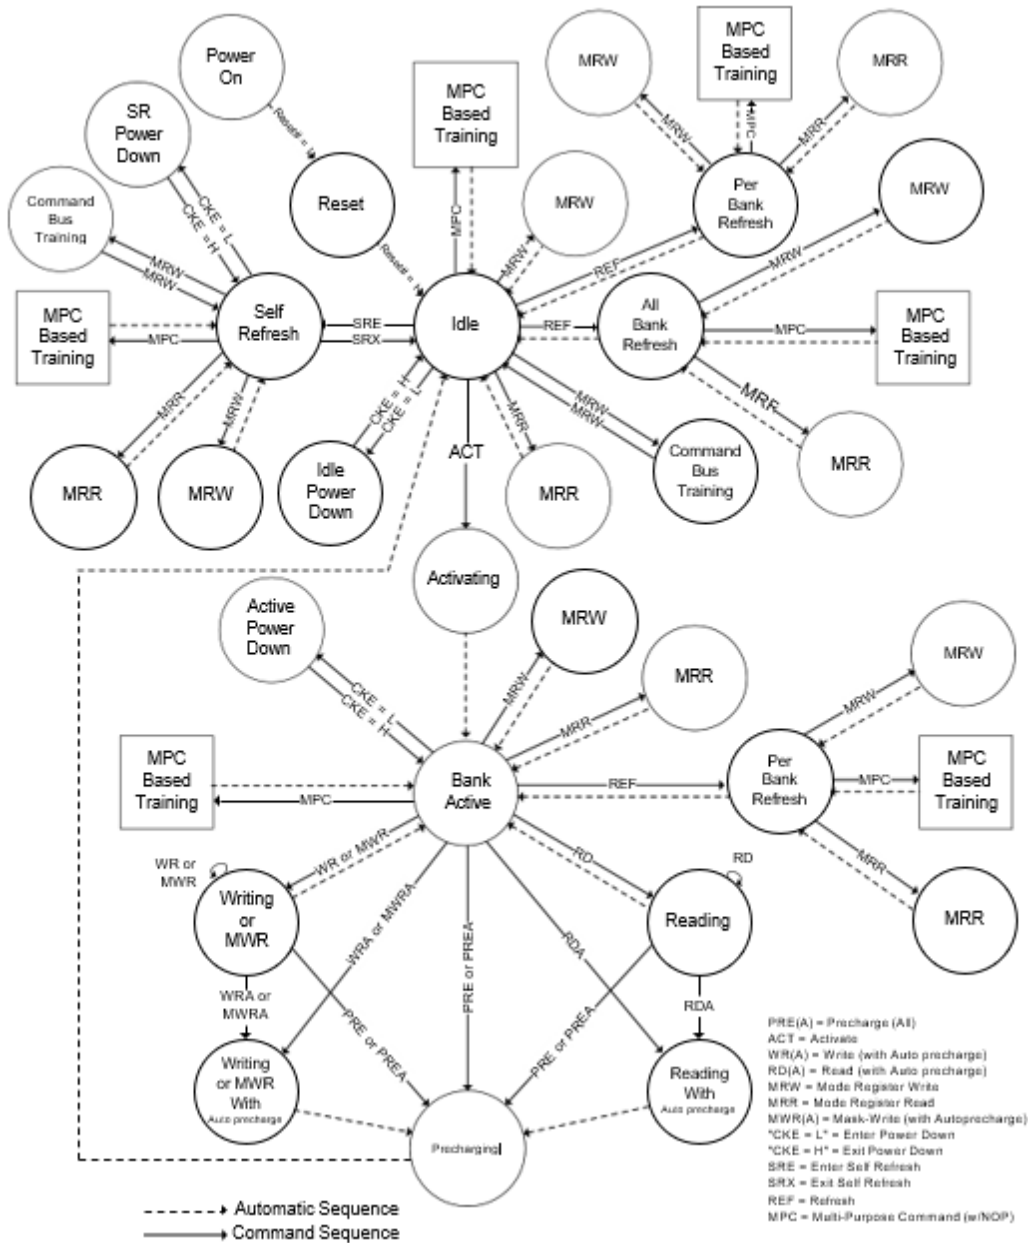 Power
On
MRW
MPC
Based
Training
MRR
MPC
Based
Training
SR
Power
Down
MRW
MPC
MRR
Reset
Per
Bank
Refresh
MRW
MRW
Command
Bus
Training
CKE = L
CKE = H
MPC
MRW
REF
MRW
MRW
MRW
MPC
Based
Training
Self
Refresh
SRE
SRX
Idle
REF
All
Bank
Refresh
MPC
MPC
Based
Training
MPC
MRR
MRW
CKE = H
CKE = L
MRR
MRW
MRW
ACT
MRR
MRR
MRW
Idle
Power
Down
MRR
Command
Bus
Training
MRR
Activating
Active
Power
Down
MRW
MRR
MRW
CKE = L
CKE = H
MRW
MRR
MRW
MPC
Based
Training
MPC
Bank
Active
REF
Per
Bank
Refresh
MPC
MPC
Based
Training
WR or
MWR
WR or MWR
RD
RD
MRR
Writing
or
MWR
WRA or MWRA
PRE or PREA
RDA
Reading
MRR
WRA or
MWRA
PRE or PREA
PRE or PREA
RDA
Writing
or MWR
With
Auto precharge
Reading
With
Auto precharge
Precharging
PRE(A) = Precharge (All)
ACT = Activate
WR(A) = Write (with Auto precharge)
RD(A) = Read (with Auto precharge)
MRW = Mode Register Write
MRR = Mode Register Read
MWR(A) = Mask-Write (with Autoprecharge)
"CKE = L" = Enter Power Down
"CKE = H" = Exit Power Down
SRE = Enter Self Refresh
SRX = Exit Self Refresh
REF = Refresh
MPC = Multi-Purpose Command (w/NOP)
Automatic Sequence
Command Sequence